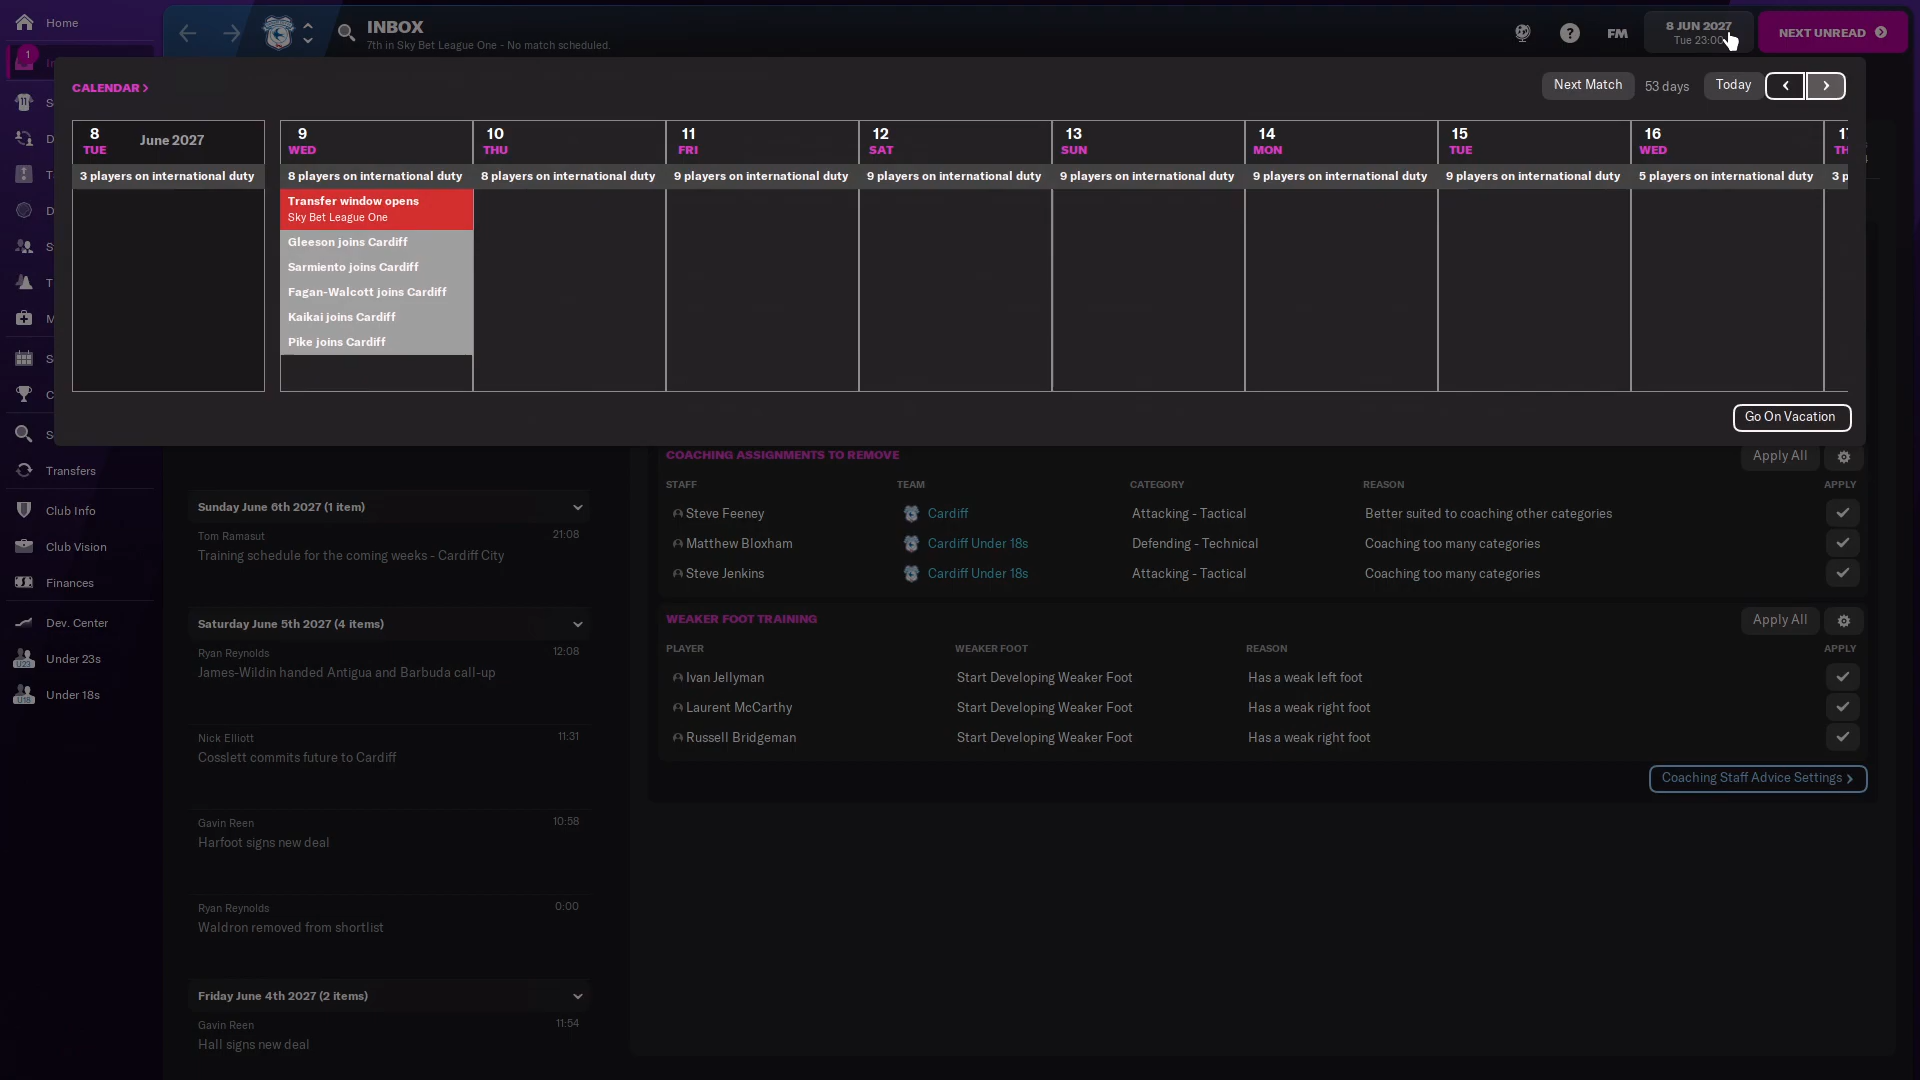 Home
INBOX
7th in Sky Bet League One - No match scheduled.
FM
8 JUN 2027
Tue 23:00
NEXT UNREAD
1
CALENDAR >
Next Match
53 days
Today
8
TUE
June 2027
9
WED
10
THU
11
FRI
12
SAT
13
SUN
14
MON
15
TUE
16
WED
3 players on international duty
8 players on international duty
8 players on international duty
9 players on international duty
9 players on international duty
9 players on international duty
9 players on international duty
9 players on international duty
5 players on international duty
Transfer window opens
Sky Bet League One
Gleeson joins Cardiff
Sarmiento joins Cardiff
Fagan-Walcott joins Cardiff
Kaikai joins Cardiff
Pike joins Cardiff
Go On Vacation
Transfers
Club Info
Club Vision
Finances
Dev. Center
U23
Under 23s
U18
Under 18s
Sunday June 6th 2027 (1 item)
Tom Ramasut
21:08
Training schedule for the coming weeks - Cardiff City
Saturday June 5th 2027 (4 items)
Ryan Reynolds
12:08
James-Wildin handed Antigua and Barbuda call-up
Nick Elliott
11:31
Cosslett commits future to Cardiff
Gavin Reen
10:58
Harfoot signs new deal
Ryan Reynolds
0:00
Waldron removed from shortlist
Friday June 4th 2027 (2 items)
Gavin Reen
11:54
Hall signs new deal
COACHING ASSIGNMENTS TO REMOVE
Apply All
STAFF TEAM CATEGORY REASON APPLY
Steve Feeney Cardiff Attacking - Tactical Better suited to coaching other categories
Matthew Bloxham Cardiff Under 18s Defending - Technical Coaching too many categories
Steve Jenkins Cardiff Under 18s Attacking - Tactical Coaching too many categories
WEAKER FOOT TRAINING
Apply All
PLAYER WEAKER FOOT REASON APPLY
Ivan Jellyman Start Developing Weaker Foot Has a weak left foot
Laurent McCarthy Start Developing Weaker Foot Has a weak right foot
Russell Bridgeman Start Developing Weaker Foot Has a weak right foot
Coaching Staff Advice Settings >